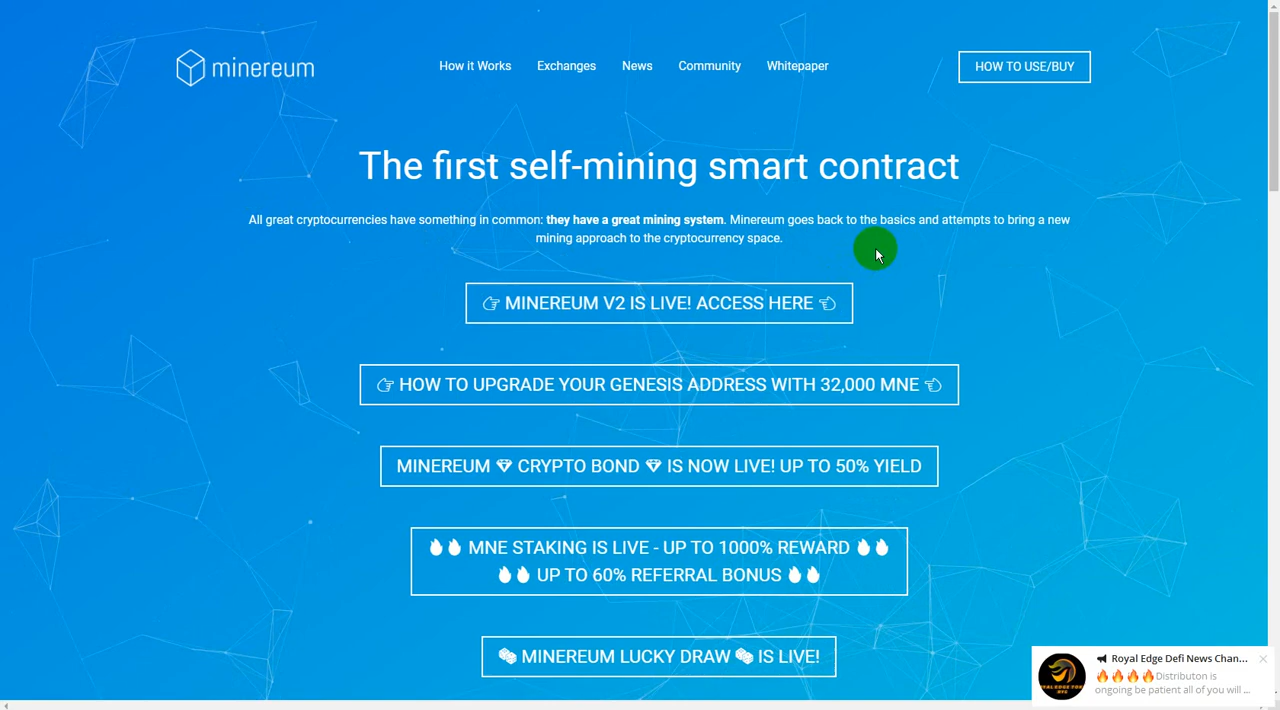 minereum
How it Works
Exchanges
News
Community
Whitepaper
HOW TO USE/BUY
The first self-mining smart contract
All great cryptocurrencies have something in common: they have a great mining system. Minereum goes back to the basics and attempts to bring a new
mining approach to the cryptocurrency space.
MINEREUM V2 IS LIVE! ACCESS HERE
HOW TO UPGRADE YOUR GENESIS ADDRESS WITH 32,000 MNE
MINEREUM 💎 CRYPTO BOND 💎 IS NOW LIVE! UP TO 50% YIELD
🔥🔥 MNE STAKING IS LIVE - UP TO 1000% REWARD 🔥🔥
🔥🔥 UP TO 60% REFERRAL BONUS 🔥🔥
🎲 MINEREUM LUCKY DRAW 🎲 IS LIVE!
Royal Edge Defi News Chan...
🔥🔥🔥🔥Distributon is
ongoing be patient all of you will ...